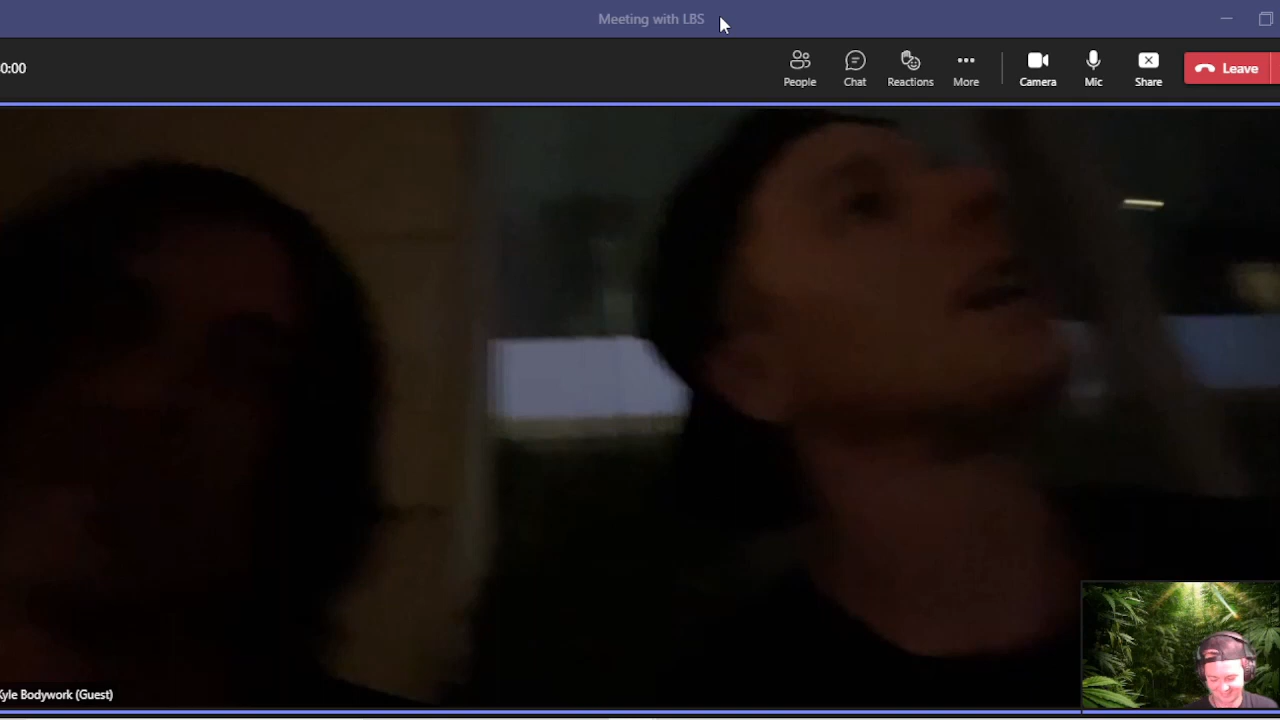 Meeting with LBS
0:00
People
Chat
Reactions
More
Camera
Mic
Share
Leave
Kyle Bodywork (Guest)